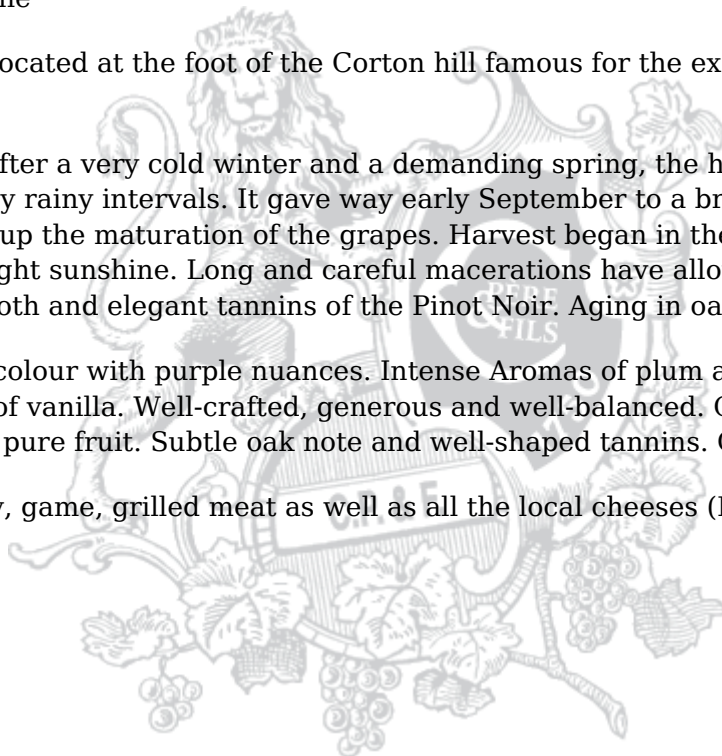 ocated at the foot of the Corton hill famous for the ex
fter a very cold winter and a demanding spring, the h
y rainy intervals. It gave way early September to a br
up the maturation of the grapes. Harvest began in the
ght sunshine. Long and careful macerations have allo
oth and elegant tannins of the Pinot Noir. Aging in oa
PERE
& FILS
colour with purple nuances. Intense Aromas of plum a
of vanilla. Well-crafted, generous and well-balanced.
pure fruit. Subtle oak note and well-shaped tannins.
, game, grilled meat as well as all the local cheeses (
C.P. & F.